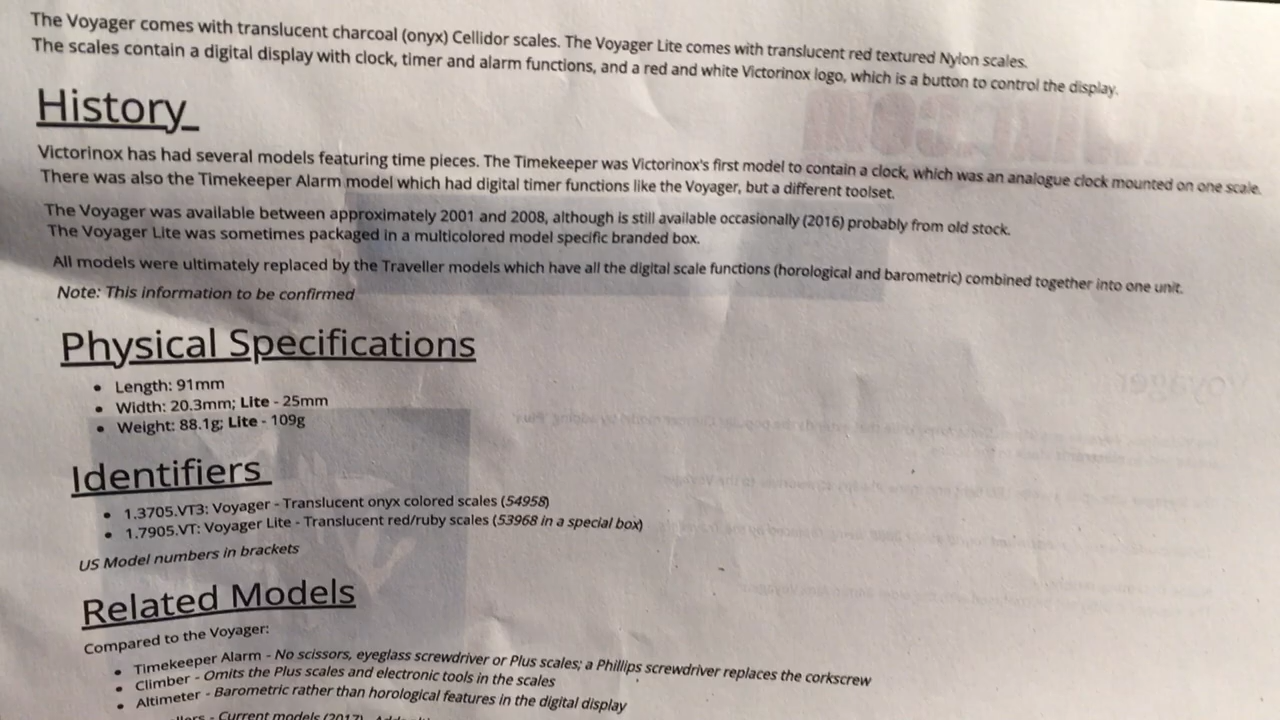 The Voyager comes with translucent charcoal (onyx) Cellidor scales. The Voyager Lite comes with translucent red textured Nylon scales.
The scales contain a digital display with clock, timer and alarm functions, and a red and white Victorinox logo, which is a button to control the display.
History
Victorinox has had several models featuring time pieces. The Timekeeper was Victorinox's first model to contain a clock, which was an analogue clock mounted on one scale.
There was also the Timekeeper Alarm model which had digital timer functions like the Voyager, but a different toolset.
The Voyager was available between approximately 2001 and 2008, although is still available occasionally (2016) probably from old stock.
The Voyager Lite was sometimes packaged in a multicolored model specific branded box.
All models were ultimately replaced by the Traveller models which have all the digital scale functions (horological and barometric) combined together into one unit.
Note: This information to be confirmed
Physical Specifications
• Length: 91mm
• Width: 20.3mm; Lite - 25mm
• Weight: 88.1g; Lite - 109g
Identifiers
• 1.3705.VT3: Voyager - Translucent onyx colored scales (54958)
• 1.7905.VT: Voyager Lite - Translucent red/ruby scales (53968 in a special box)
US Model numbers in brackets
Related Models
Compared to the Voyager:
• Timekeeper Alarm - No scissors, eyeglass screwdriver or Plus scales; a Phillips screwdriver replaces the corkscrew
• Climber - Omits the Plus scales and electronic tools in the scales
• Altimeter - Barometric rather than horological features in the digital display
- Current models (2017)
Voyager